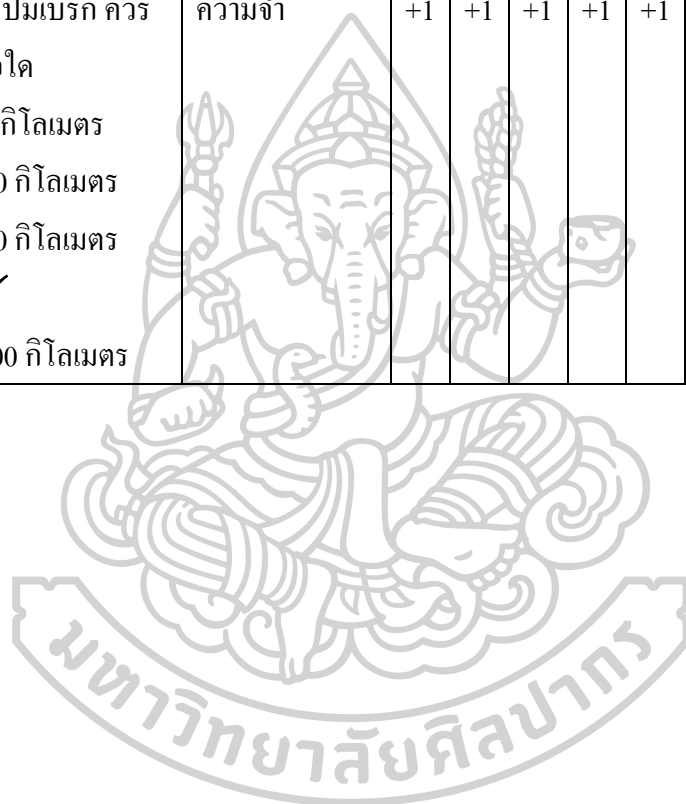 ปั๊มเบรก ควร ความจำ +1 +1 +1 +1 +1
ใด
กิโลเมตร
0 กิโลเมตร
0 กิโลเมตร
00 กิโลเมตร
มหาวิทยาลัยศิลปากร